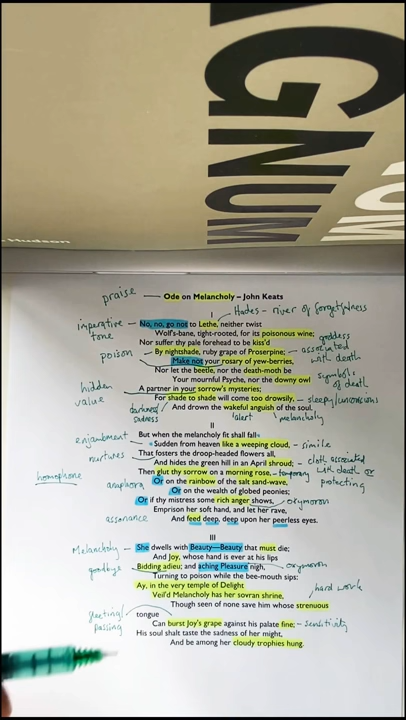 GNUM
Hudson
praise
Ode on Melancholy – John Keats
I
Hades - river of forgetfulness
imperative tone
No, no, go not to Lethe, neither twist
Wolf's-bane, tight-rooted, for its poisonous wine;
Nor suffer thy pale forehead to be kiss'd
poison
By nightshade, ruby grape of Proserpine;
goddess associated with death
Make not your rosary of yew-berries,
Nor let the beetle, nor the death-moth be
Your mournful Psyche, nor the downy owl
symbols of death
hidden value
A partner in your sorrow's mysteries;
For shade to shade will come too drowsily,
sleepy/unconscious
darkness/ sadness
And drown the wakeful anguish of the soul.
alert
melancholy
II
enjambment
But when the melancholy fit shall fall
Sudden from heaven like a weeping cloud,
simile
nurtures
That fosters the droop-headed flowers all,
And hides the green hill in an April shroud;
cloth associated with death or protecting
homophone
Then glut thy sorrow on a morning rose,
temporary
anaphora
Or on the rainbow of the salt sand-wave,
Or on the wealth of globed peonies;
Or if thy mistress some rich anger shows,
oxymoron
Emprison her soft hand, and let her rave,
assonance
And feed deep, deep upon her peerless eyes.
III
Melancholy
She dwells with Beauty—Beauty that must die;
And Joy, whose hand is ever at his lips
goodbye
Bidding adieu; and aching Pleasure nigh,
oxymoron
Turning to poison while the bee-mouth sips:
Ay, in the very temple of Delight
Veil'd Melancholy has her sovran shrine,
hard work
Though seen of none save him whose strenuous
greeting/ passing
tongue
Can burst Joy's grape against his palate fine;
sensitivity
His soul shalt taste the sadness of her might,
And be among her cloudy trophies hung.